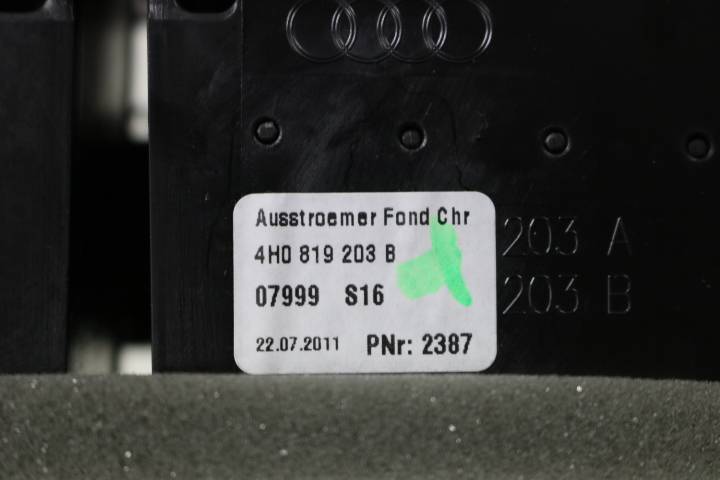 Ausstroemer Fond Chr
4H0 819 203 B
07999 S16
22.07.2011 PNr: 2387
203 A
203 B